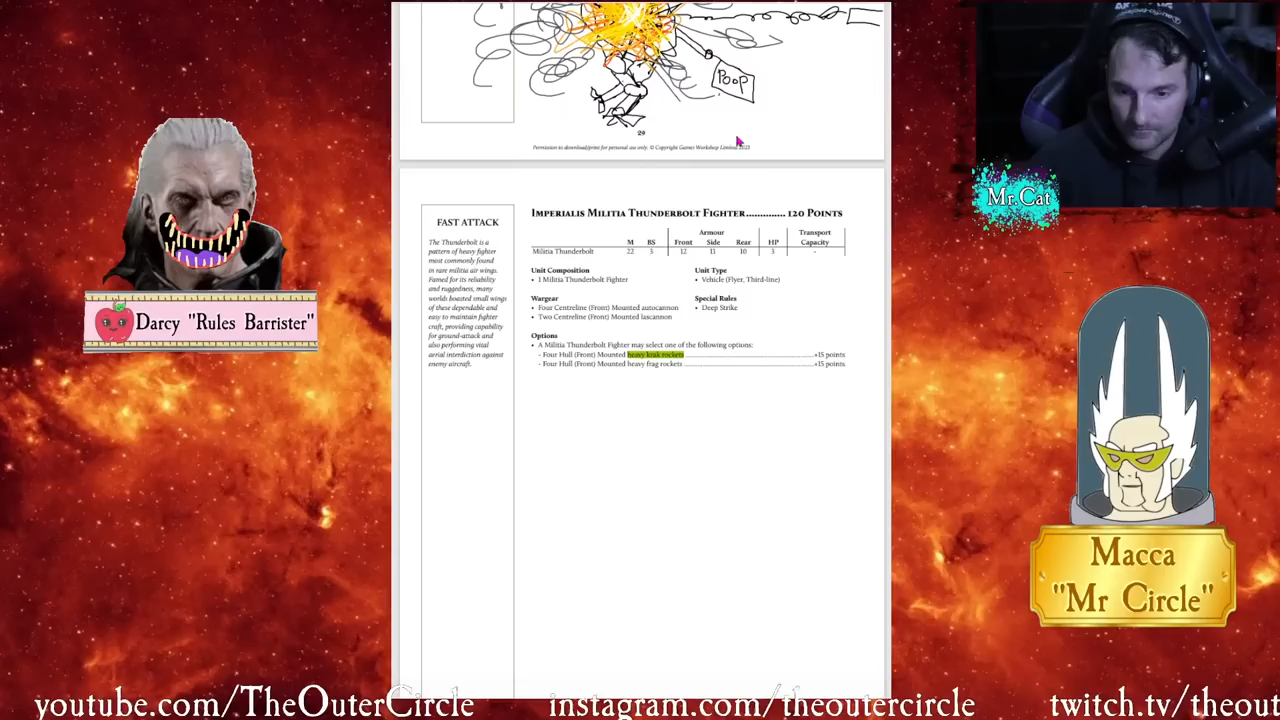 POOP
29
Permission to download/print for personal use only. © Copyright Games Workshop Limited 2023
Mr.Cat
FAST ATTACK
The Thunderbolt is a
pattern of heavy fighter
most commonly found
in rare militia air wings.
Famed for its reliability
and ruggedness, many
worlds boasted small wings
of these dependable and
easy to maintain fighter
craft, providing capability
for ground-attack and
also performing vital
aerial interdiction against
enemy aircraft.
Imperialis Militia Thunderbolt Fighter............. 120 Points
Armour Transport
M BS Front Side Rear HP Capacity
Militia Thunderbolt 22 3 12 11 10 3 -
Unit Composition
• 1 Militia Thunderbolt Fighter
Unit Type
• Vehicle (Flyer, Third-line)
Wargear
• Four Centreline (Front) Mounted autocannon
• Two Centreline (Front) Mounted lascannon
Special Rules
• Deep Strike
Options
• A Militia Thunderbolt Fighter may select one of the following options:
- Four Hull (Front) Mounted heavy krak rockets ........................................................+15 points
- Four Hull (Front) Mounted heavy frag rockets ........................................................+15 points
Darcy "Rules Barrister"
Macca
"Mr Circle"
youtube.com/TheOuterCircle instagram.com/theoutercircle twitch.tv/theout